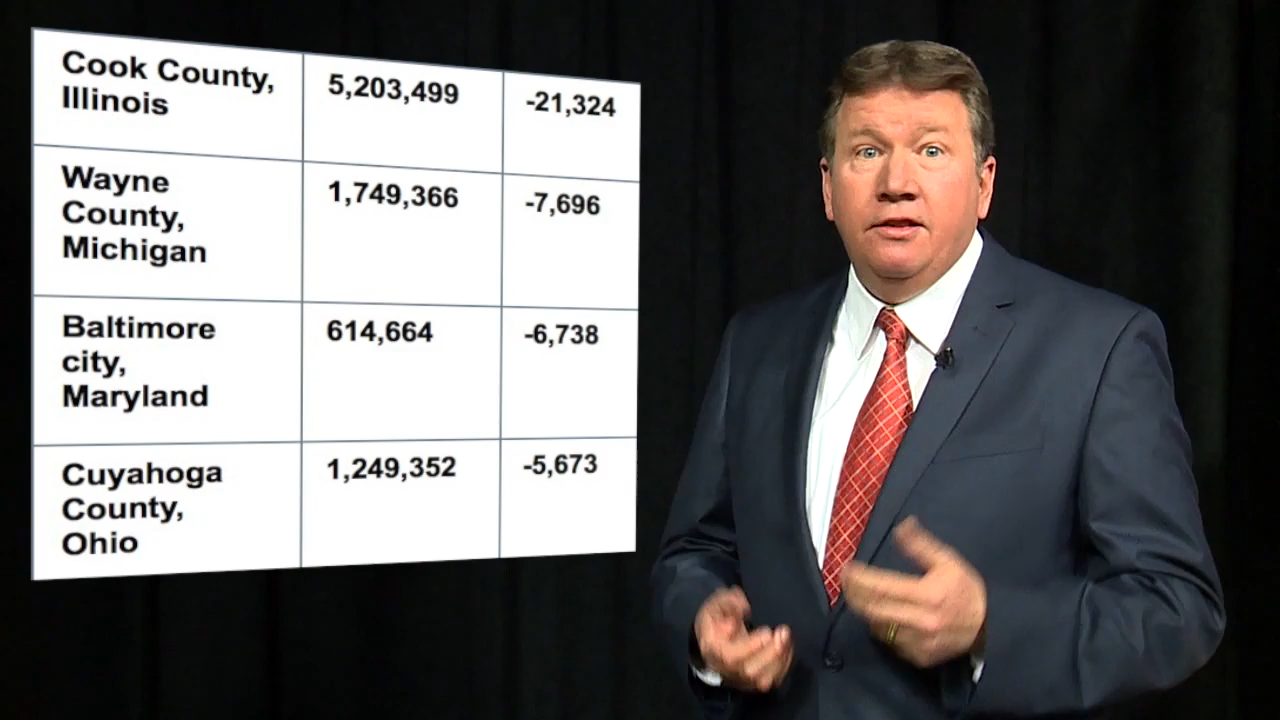 Cook County, 5,203,499 -21,324
Illinois
Wayne 1,749,366 -7,696
County,
Michigan
Baltimore 614,664 -6,738
city,
Maryland
Cuyahoga 1,249,352 -5,673
County,
Ohio